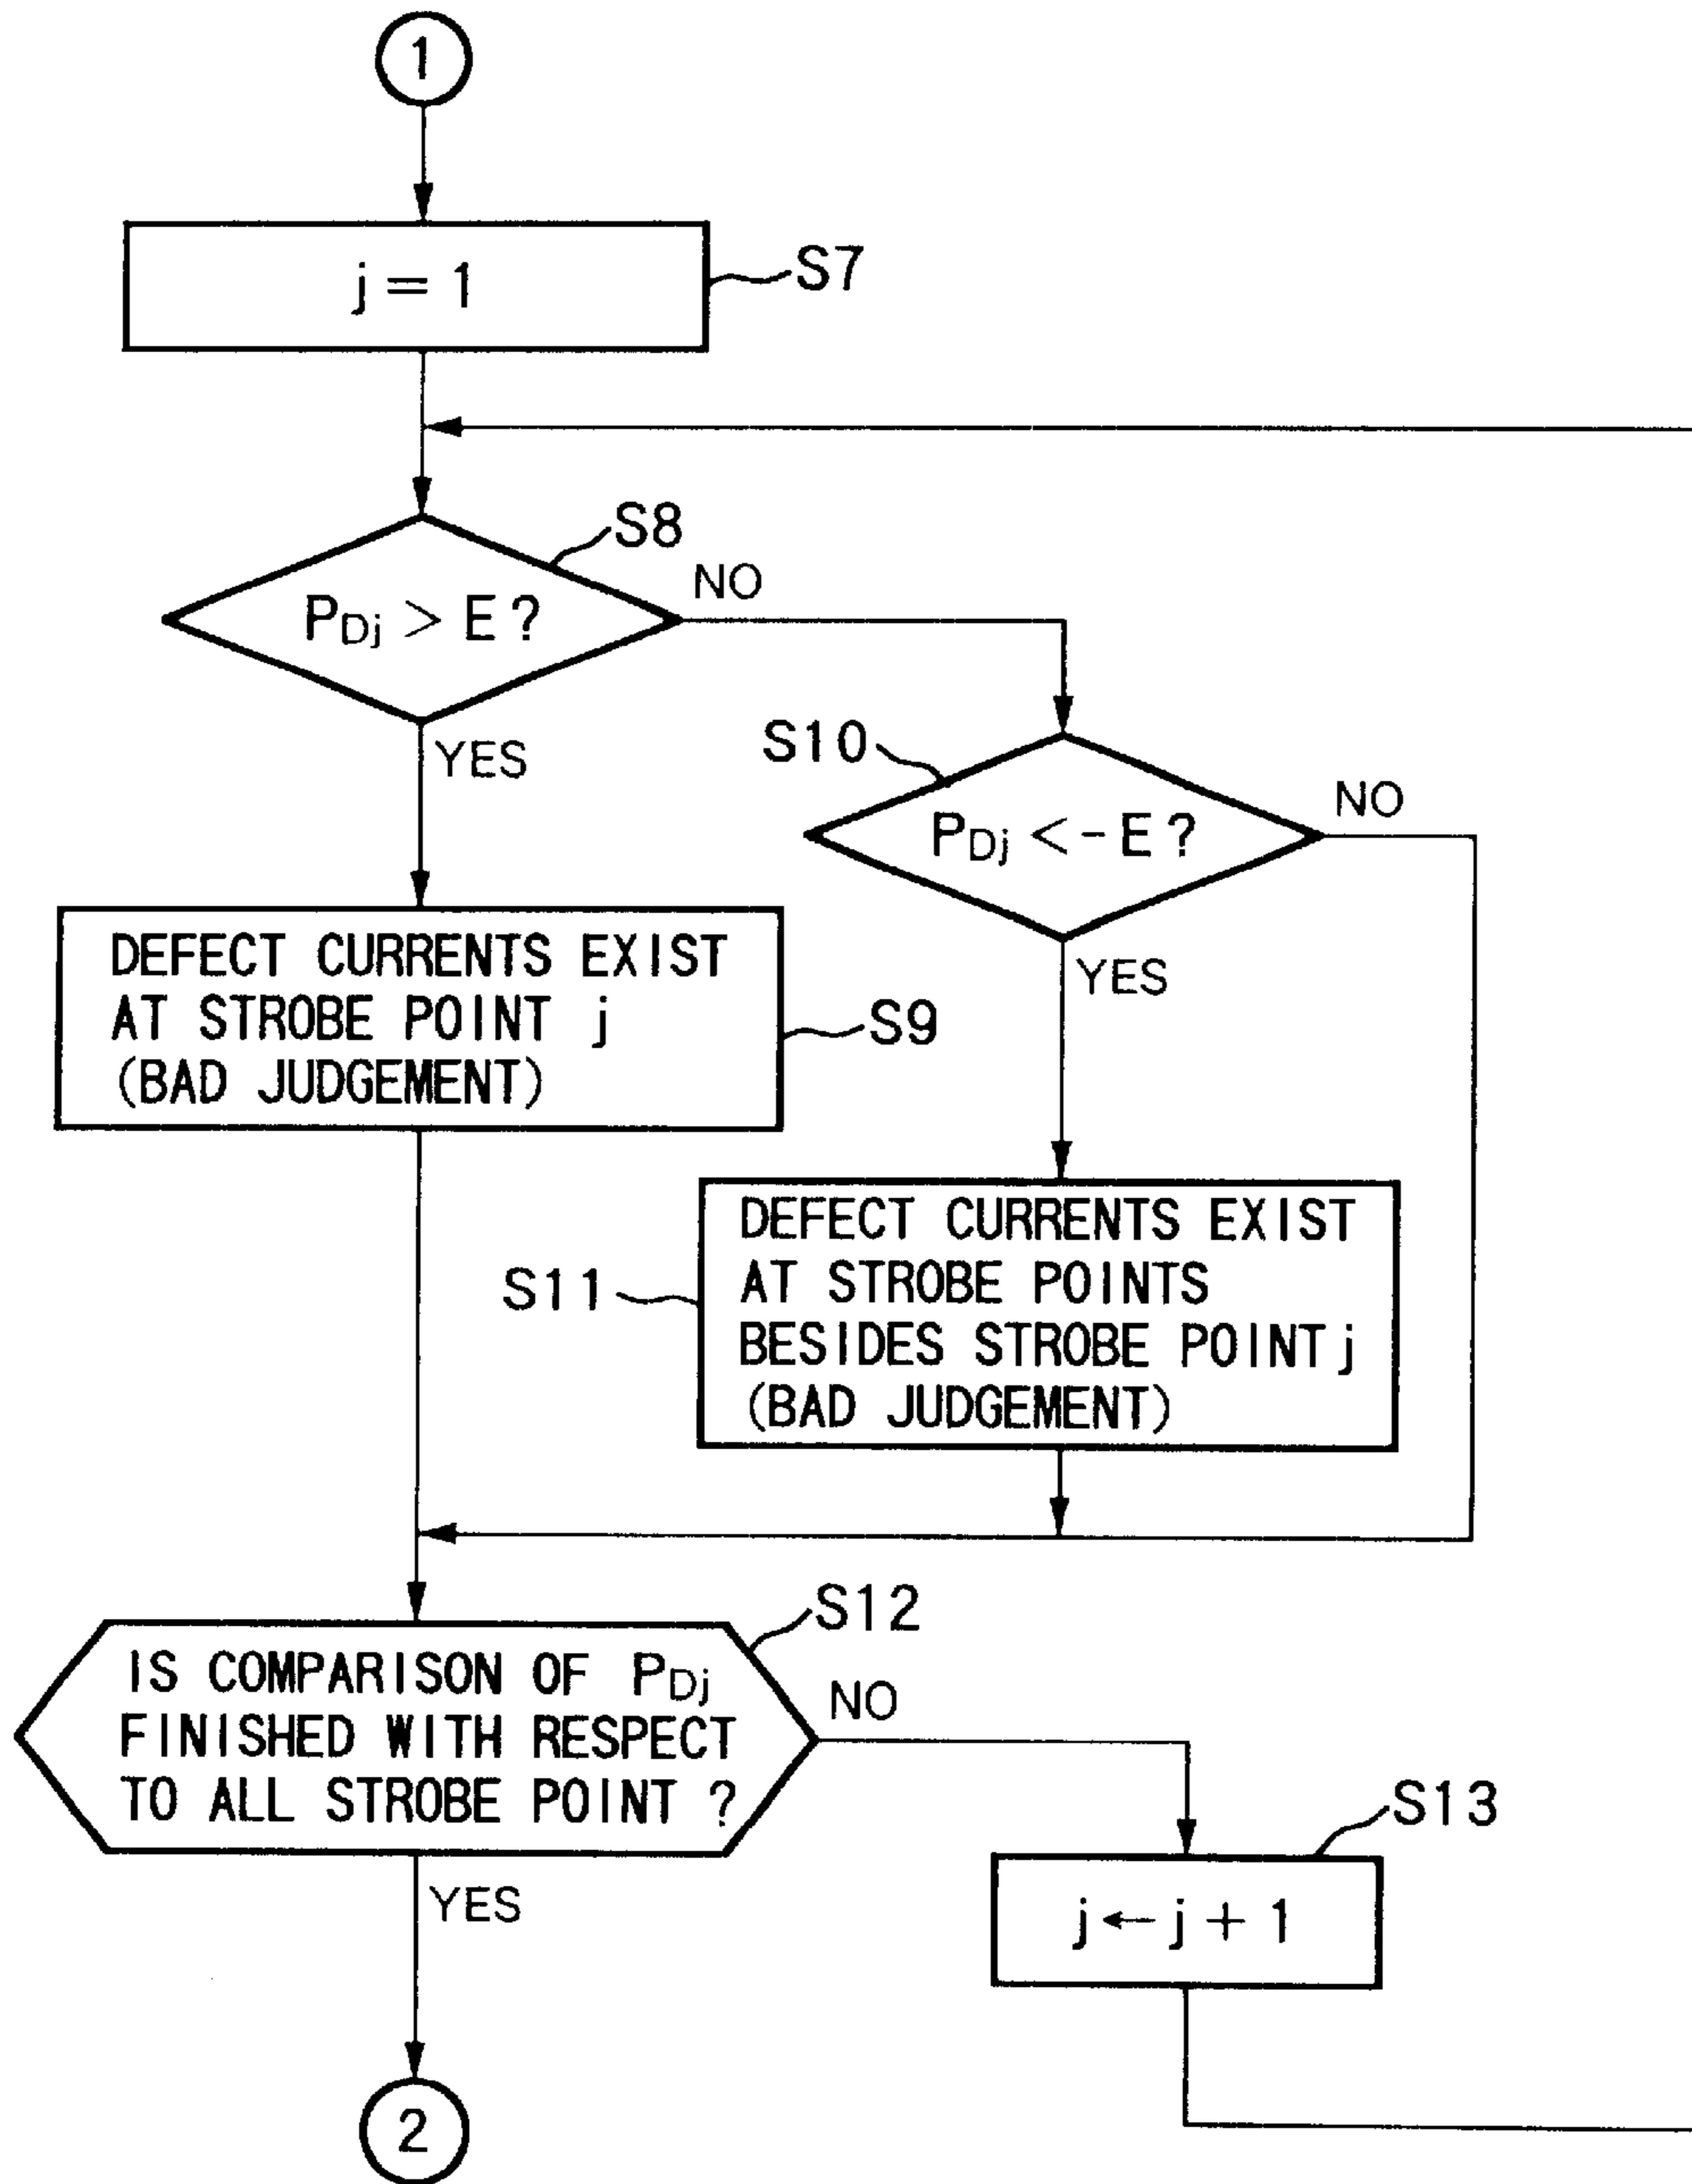 1
j = 1
S7
S8
P_Dj > E ?
NO
YES
S10
P_Dj < - E ?
NO
YES
DEFECT CURRENTS EXIST
AT STROBE POINT j
(BAD JUDGEMENT)
S9
DEFECT CURRENTS EXIST
AT STROBE POINTS
BESIDES STROBE POINT j
(BAD JUDGEMENT)
S11
S12
IS COMPARISON OF P_Dj
FINISHED WITH RESPECT
TO ALL STROBE POINT ?
NO
YES
S13
j ← j + 1
2